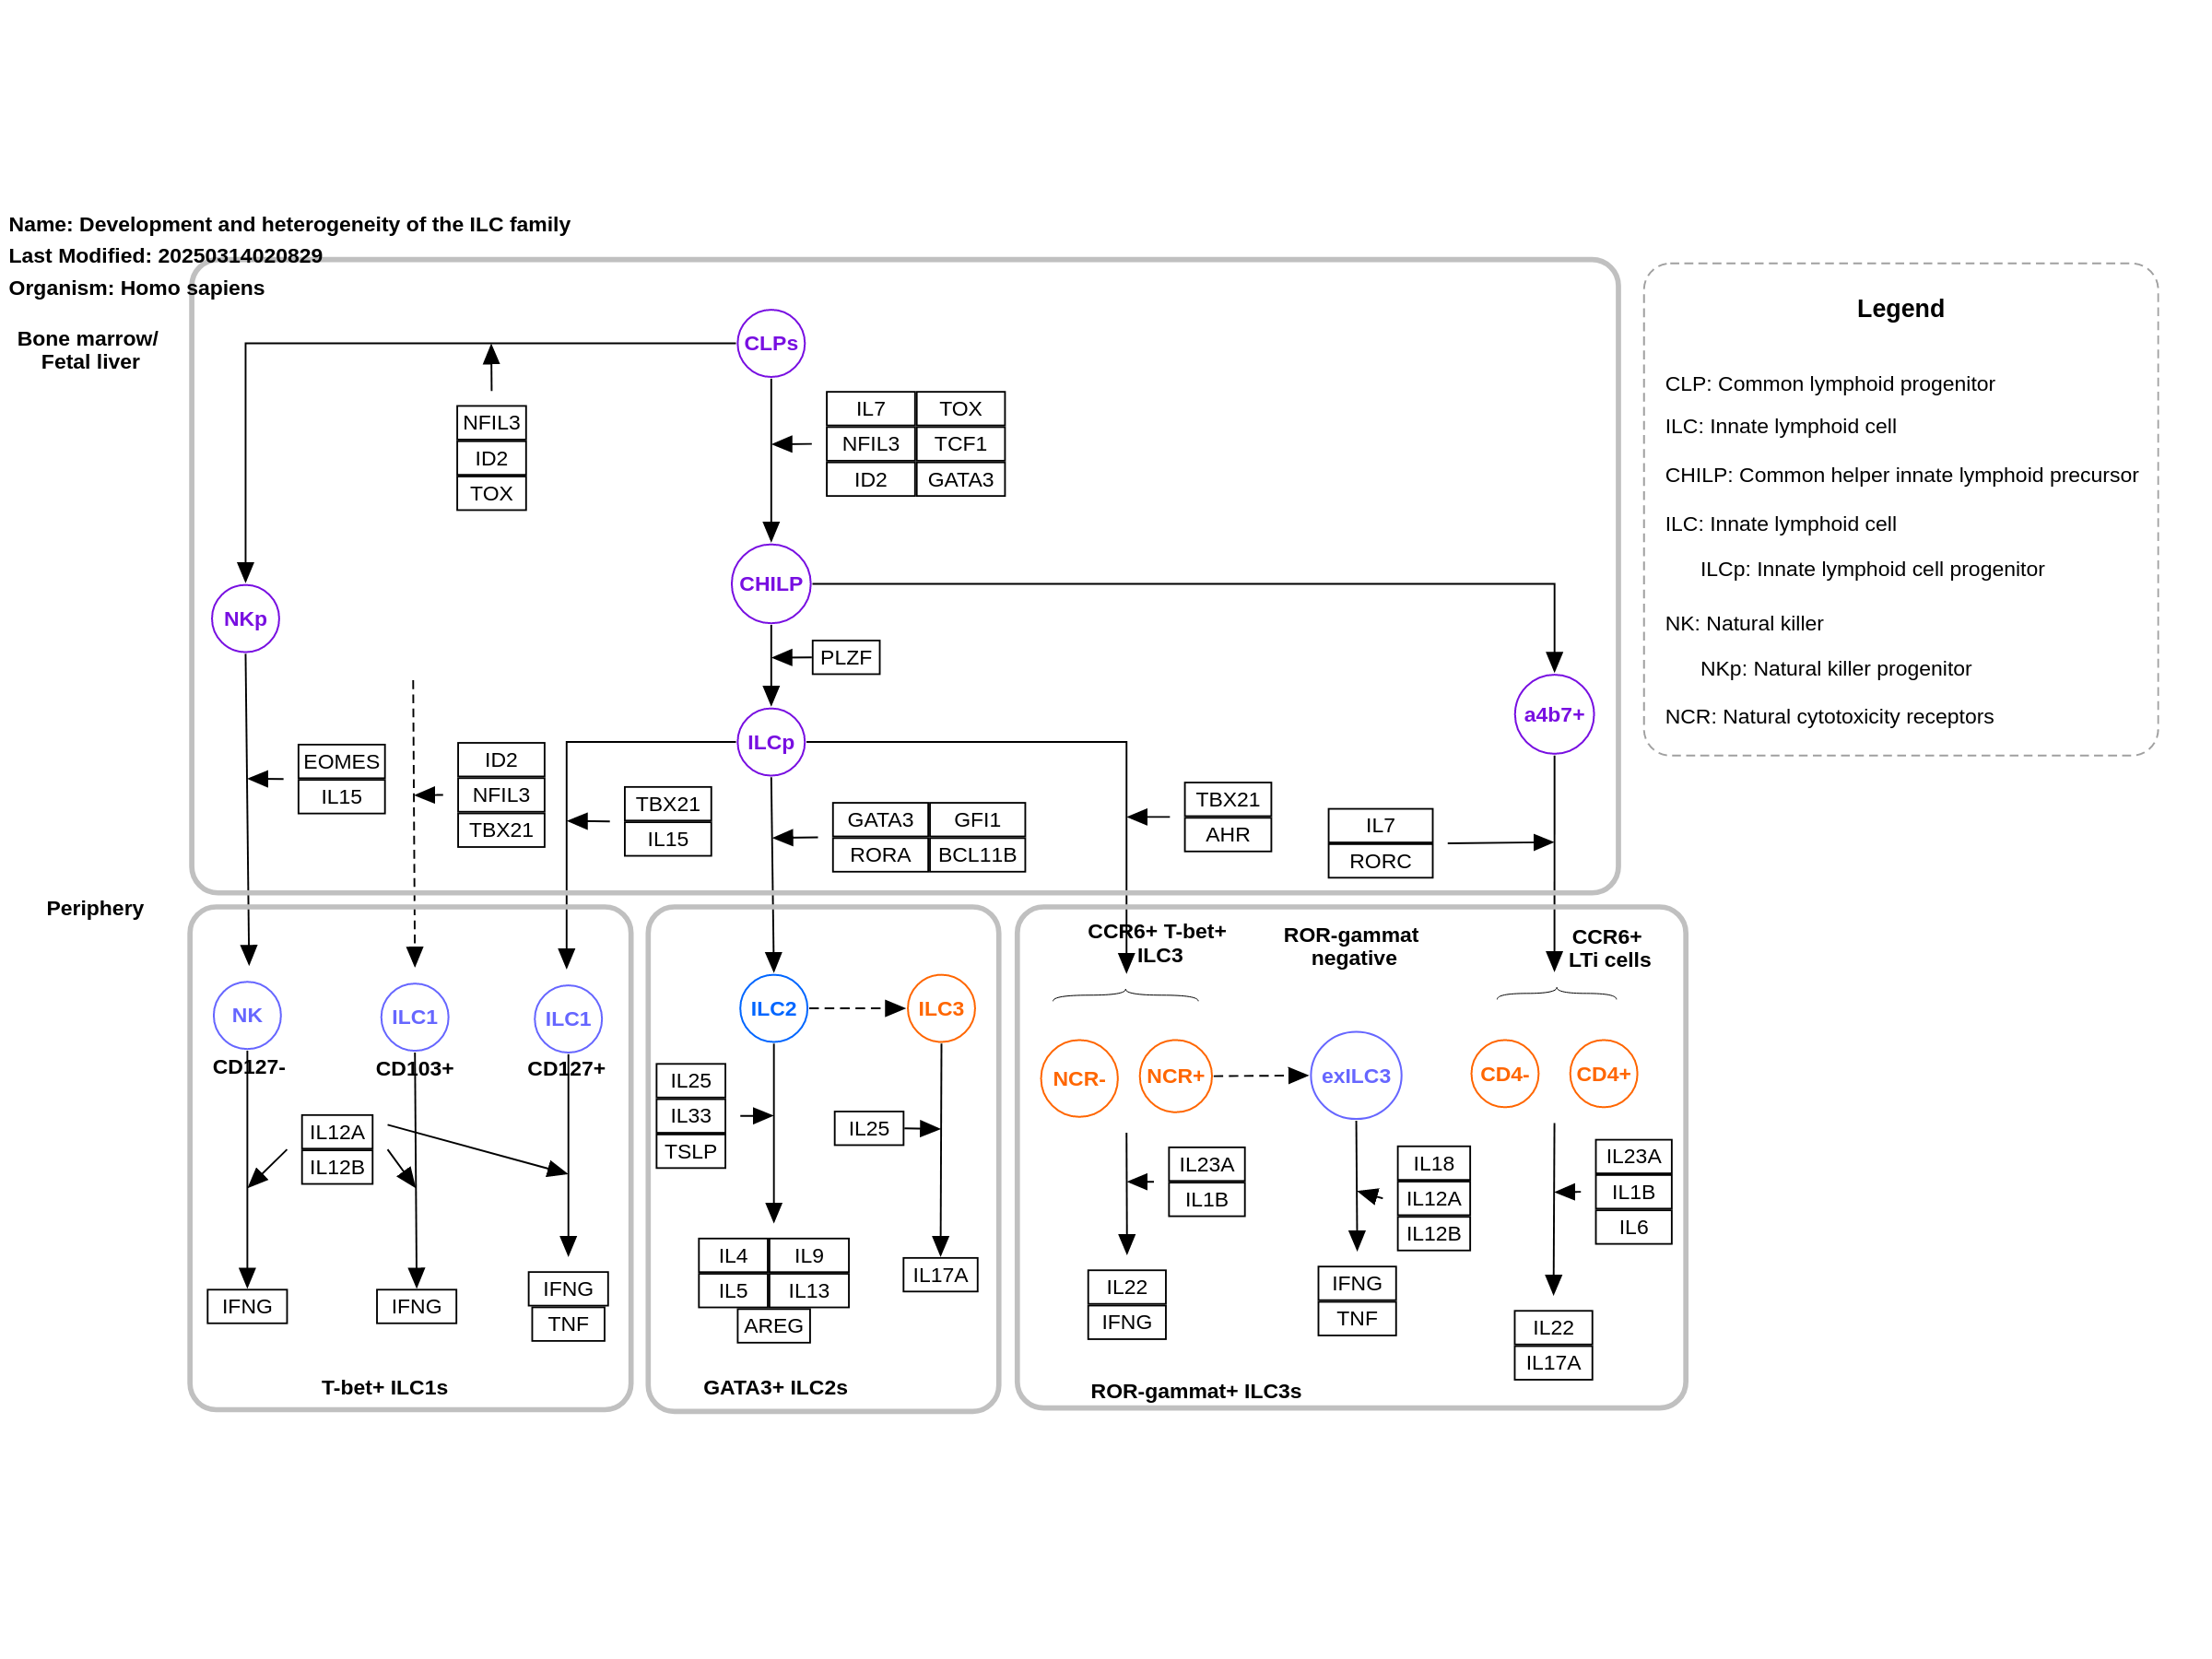 Name: Development and heterogeneity of the ILC family
Last Modified: 20250314020829
Organism: Homo sapiens
Bone marrow/
Fetal liver
CLPs
NFIL3
ID2
TOX
IL7
TOX
NFIL3
TCF1
ID2
GATA3
NKp
CHILP
PLZF
ILCp
a4b7+
EOMES
IL15
ID2
NFIL3
TBX21
TBX21
IL15
GATA3
GFI1
RORA
BCL11B
TBX21
AHR
IL7
RORC
Legend
CLP: Common lymphoid progenitor
ILC: Innate lymphoid cell
CHILP: Common helper innate lymphoid precursor
ILC: Innate lymphoid cell
ILCp: Innate lymphoid cell progenitor
NK: Natural killer
NKp: Natural killer progenitor
NCR: Natural cytotoxicity receptors
Periphery
NK
CD127-
ILC1
CD103+
ILC1
CD127+
IL12A
IL12B
IFNG
IFNG
IFNG
TNF
T-bet+ ILC1s
ILC2
ILC3
IL25
IL33
TSLP
IL25
IL4
IL9
IL5
IL13
AREG
IL17A
GATA3+ ILC2s
CCR6+ T-bet+
ILC3
ROR-gammat
negative
CCR6+
LTi cells
NCR-
NCR+
exILC3
CD4-
CD4+
IL23A
IL1B
IL18
IL12A
IL12B
IL23A
IL1B
IL6
IL22
IFNG
IFNG
TNF
IL22
IL17A
ROR-gammat+ ILC3s